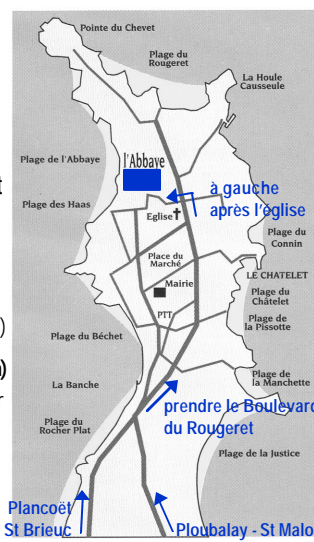 Pointe du Chevet
Plage du
Rougeret
La Houle
Causseule
Plage de l'Abbaye
l'Abbaye
Plage des Haas
à gauche
après l'église
Eglise
Plage du
Connin
Place du
Marché
LE CHATELET
Mairie
Plage du
Châtelet
PTT
Plage de
la Pissotte
Plage du Béchet
Plage de
la Manchette
La Banche
prendre le Boulevard
du Rougeret
Plage du
Rocher Plat
Plage de la Justice
Plancoët
St Brieuc
Ploubalay - St Malo